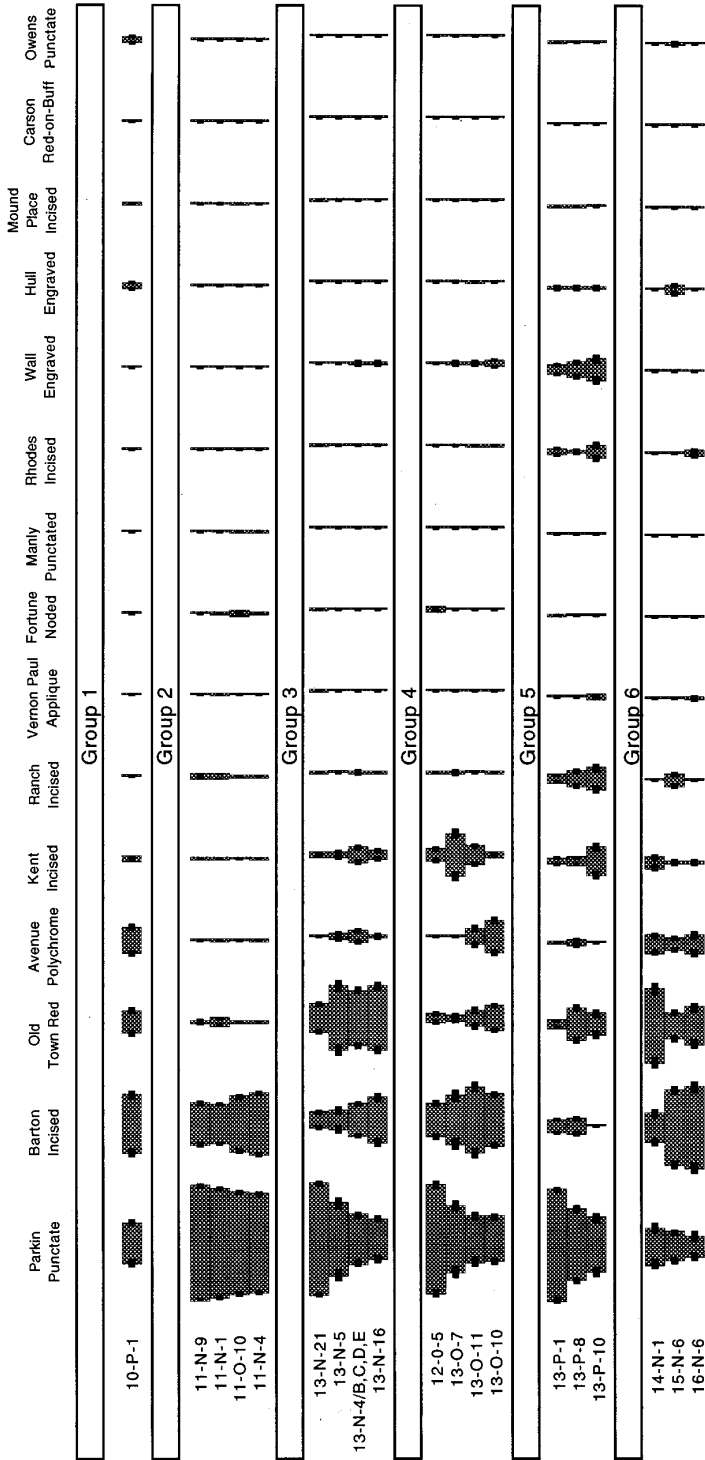 Parkin
Punctate
Barton
Incised
Old
Town Red
Avenue
Polychrome
Kent
Incised
Ranch
Incised
Vernon Paul
Applique
Fortune
Noded
Manly
Punctated
Rhodes
Incised
Wall
Engraved
Hull
Engraved
Mound
Place
Incised
Carson
Red-on-Buff
Owens
Punctate
Group 1
10-P-1
Group 2
11-N-9
11-N-1
11-O-10
11-N-4
Group 3
13-N-21
13-N-5
13-N-4/B,C,D,E
13-N-16
Group 4
12-0-5
13-O-7
13-O-11
13-O-10
Group 5
13-P-1
13-P-8
13-P-10
Group 6
14-N-1
15-N-6
16-N-6